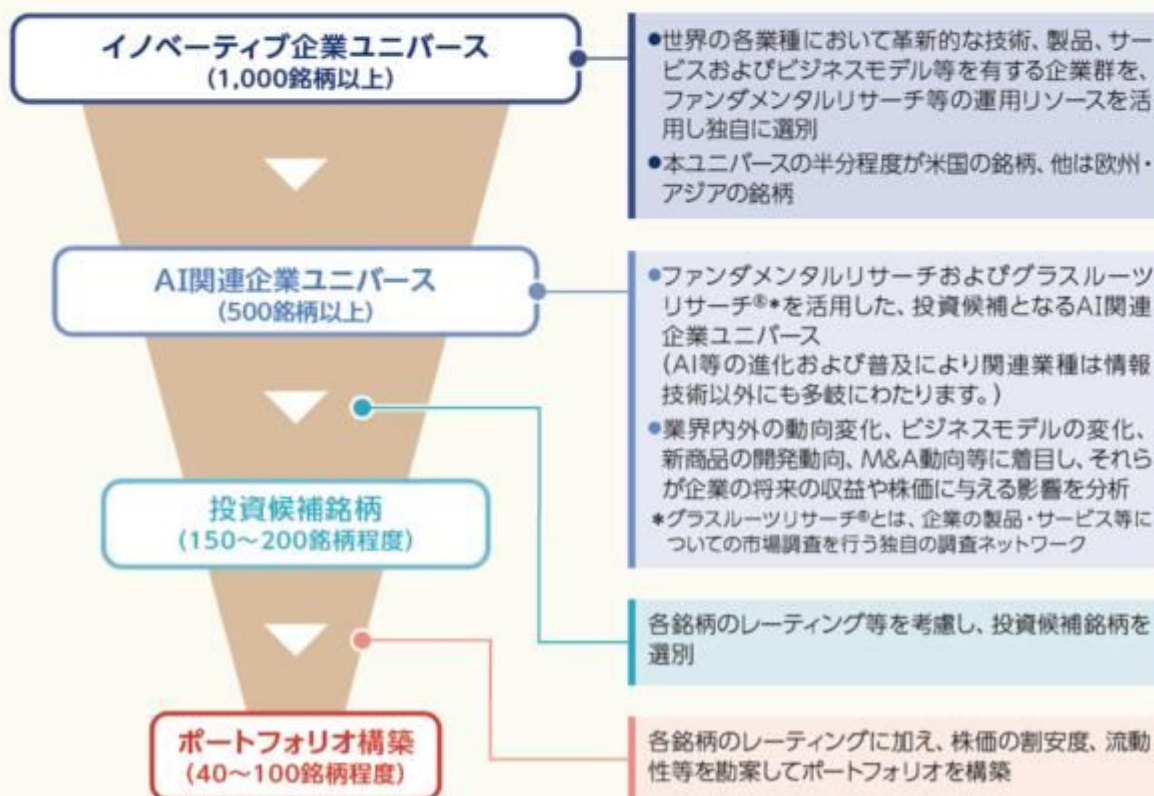 イノベーティブ企業ユニバース
(1,000銘柄以上)
●世界の各業種において革新的な技術、製品、サー
ビスおよびビジネスモデル等を有する企業群を、
ファンダメンタルリサーチ等の運用リソースを活
用し独自に選別
●本ユニバースの半分程度が米国の銘柄、他は欧州・
アジアの銘柄
AI関連企業ユニバース
(500銘柄以上)
●ファンダメンタルリサーチおよびグラスルーツ
リサーチ®*を活用した、投資候補となるAI関連
企業ユニバース
(AI等の進化および普及により関連業種は情報
技術以外にも多岐にわたります。)
●業界内外の動向変化、ビジネスモデルの変化、
新商品の開発動向、M&A動向等に着目し、それら
が企業の将来の収益や株価に与える影響を分析
*グラスルーツリサーチ®とは、企業の製品・サービス等に
ついての市場調査を行う独自の調査ネットワーク
投資候補銘柄
(150～200銘柄程度)
各銘柄のレーティング等を考慮し、投資候補銘柄を
選別
ポートフォリオ構築
(40～100銘柄程度)
各銘柄のレーティングに加え、株価の割安度、流動
性等を勘案してポートフォリオを構築